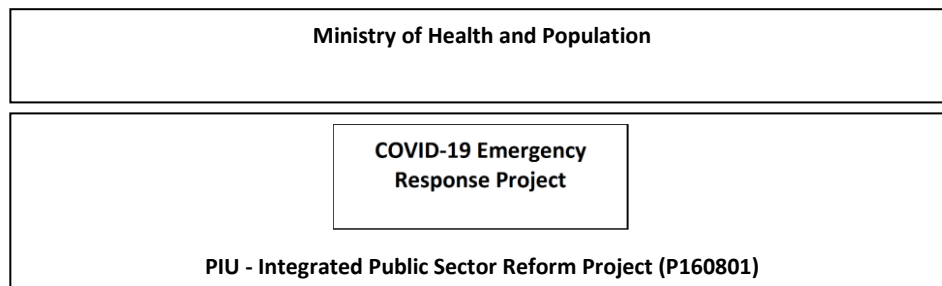 Ministry of Health and Population
COVID-19 Emergency
Response Project
PIU - Integrated Public Sector Reform Project (P160801)